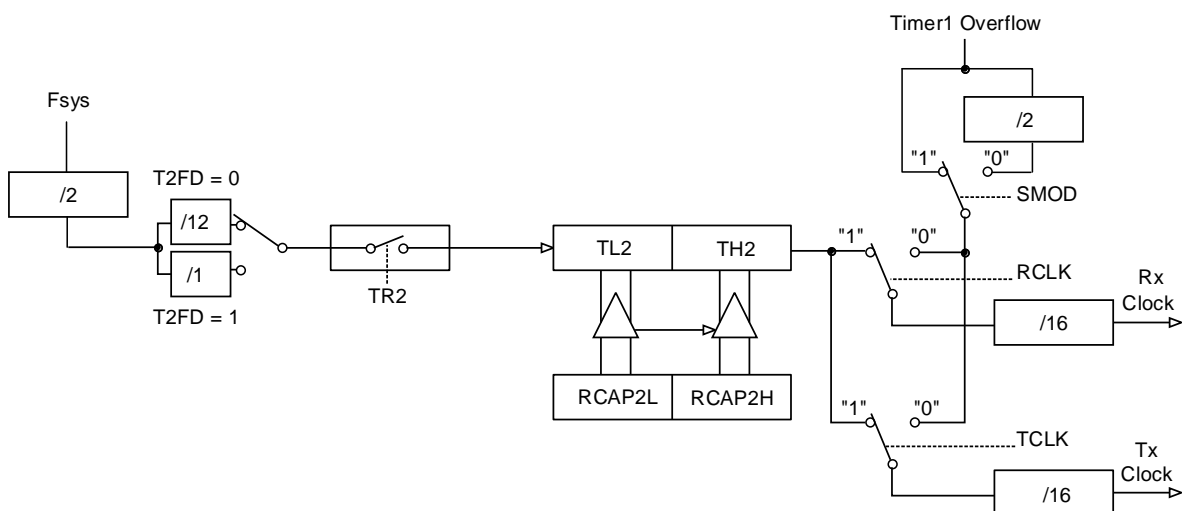 Timer1 Overflow
Fsys
/2
/2
"1"
"0"
T2FD = 0
SMOD
/12
TL2
TH2
"1"
"0"
/1
RCLK
Rx
Clock
TR2
T2FD = 1
/16
RCAP2L
RCAP2H
"1"
"0"
TCLK
Tx
Clock
/16